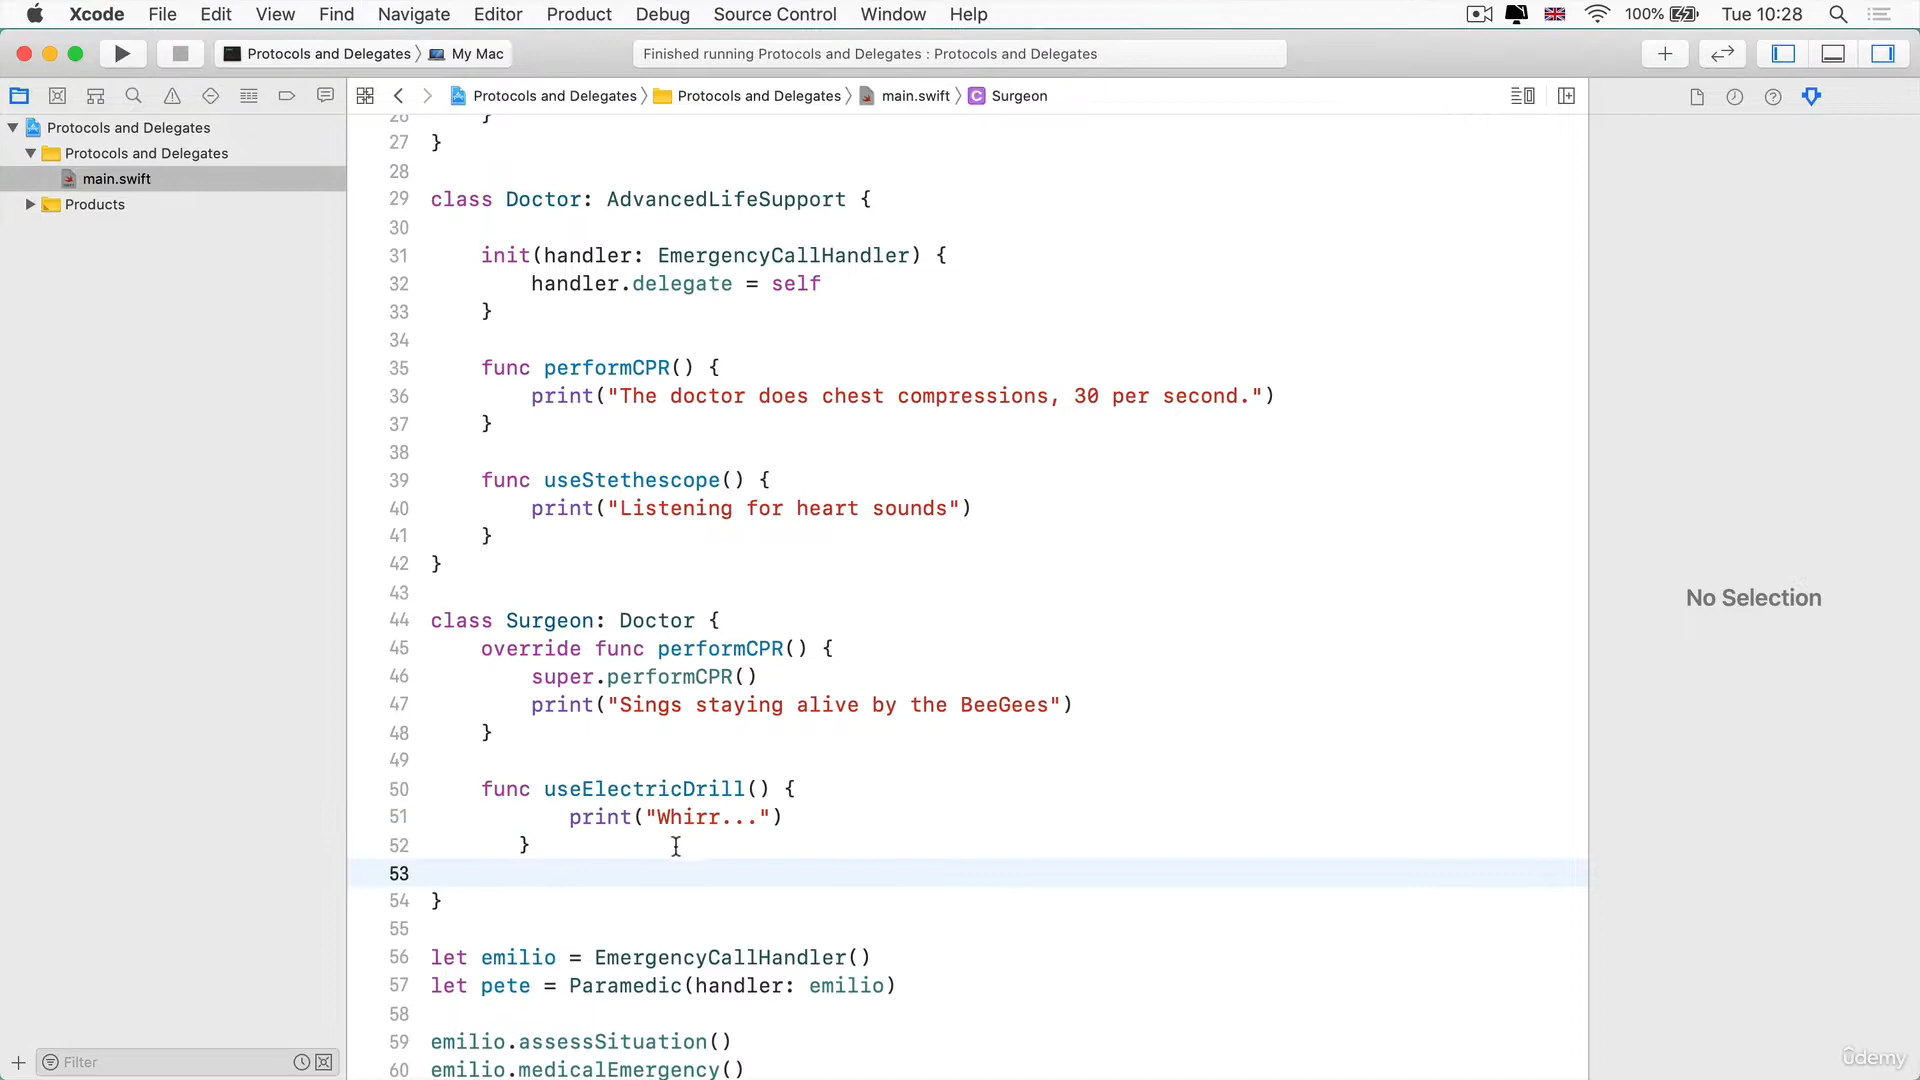 Xcode File Edit View Find Navigate Editor Product Debug Source Control Window Help 100% Tue 10:28
Protocols and Delegates My Mac Finished running Protocols and Delegates : Protocols and Delegates
Protocols and Delegates Protocols and Delegates main.swift C Surgeon
Protocols and Delegates
Protocols and Delegates
main.swift
Products
26 }
27 }
28
29 class Doctor: AdvancedLifeSupport {
30
31 init(handler: EmergencyCallHandler) {
32 handler.delegate = self
33 }
34
35 func performCPR() {
36 print("The doctor does chest compressions, 30 per second.")
37 }
38
39 func useStethescope() {
40 print("Listening for heart sounds")
41 }
42 }
43
44 class Surgeon: Doctor {
45 override func performCPR() {
46 super.performCPR()
47 print("Sings staying alive by the BeeGees")
48 }
49
50 func useElectricDrill() {
51 print("Whirr...")
52 }
53
54 }
55
56 let emilio = EmergencyCallHandler()
57 let pete = Paramedic(handler: emilio)
58
59 emilio.assessSituation()
60 emilio.medicalEmergency()
No Selection
Filter
ûdemy